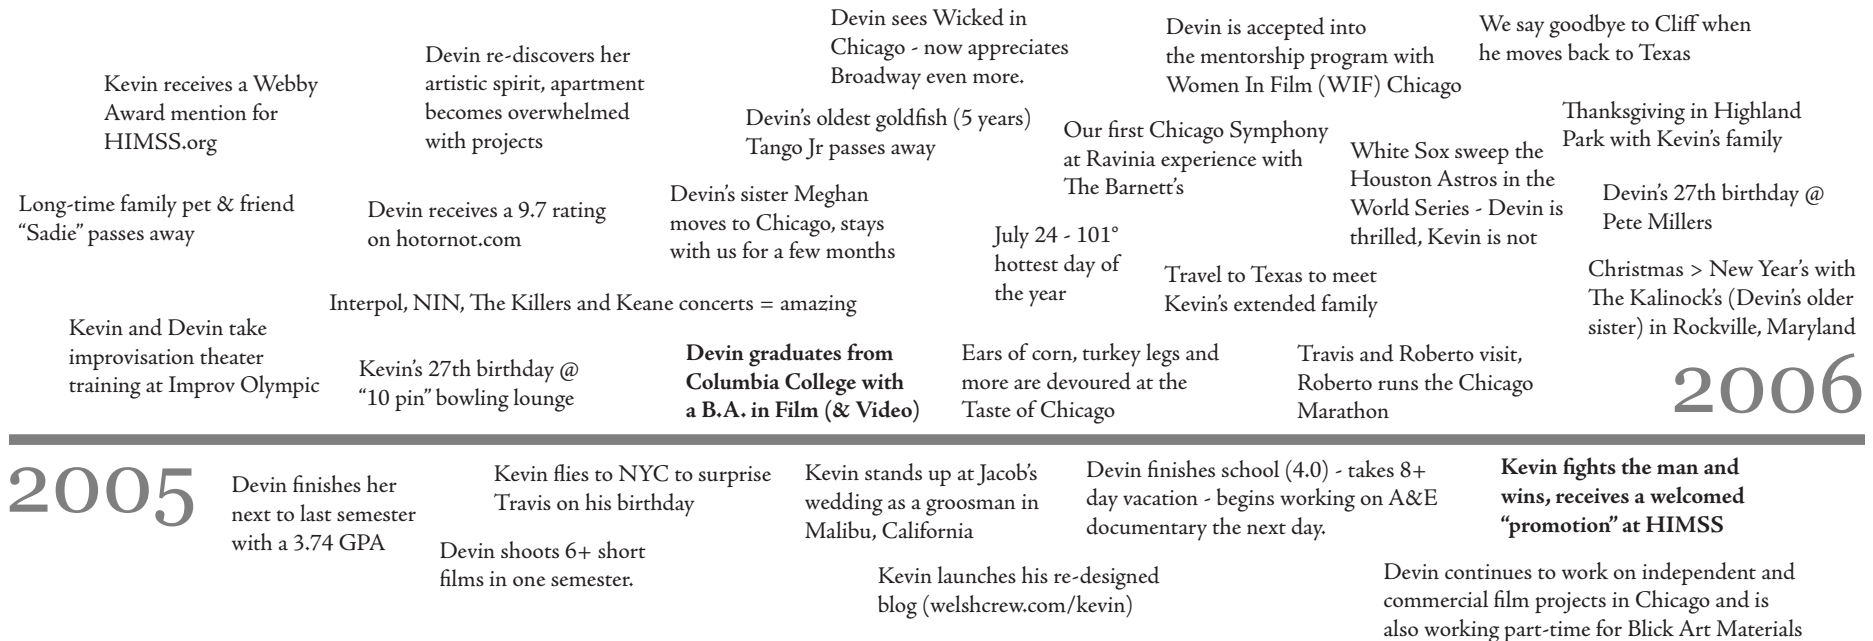 Kevin receives a Webby
Award mention for
HIMSS.org
Devin re-discovers her
artistic spirit, apartment
becomes overwhelmed
with projects
Devin sees Wicked in
Chicago - now appreciates
Broadway even more.
Devin is accepted into
the mentorship program with
Women In Film (WIF) Chicago
We say goodbye to Cliff when
he moves back to Texas
Devin's oldest goldfish (5 years)
Tango Jr passes away
Our first Chicago Symphony
at Ravinia experience with
The Barnett's
White Sox sweep the
Houston Astros in the
World Series - Devin is
thrilled, Kevin is not
Thanksgiving in Highland
Park with Kevin's family
Long-time family pet & friend
“Sadie” passes away
Devin receives a 9.7 rating
on hotornot.com
Devin's sister Meghan
moves to Chicago, stays
with us for a few months
July 24 - 101°
hottest day of
the year
Travel to Texas to meet
Kevin's extended family
Devin's 27th birthday @
Pete Millers
Christmas > New Year's with
The Kalinock's (Devin's older
sister) in Rockville, Maryland
Interpol, NIN, The Killers and Keane concerts = amazing
Kevin and Devin take
improvisation theater
training at Improv Olympic
Kevin's 27th birthday @
“10 pin” bowling lounge
Devin graduates from
Columbia College with
a B.A. in Film (& Video)
Ears of corn, turkey legs and
more are devoured at the
Taste of Chicago
Travis and Roberto visit,
Roberto runs the Chicago
Marathon
2006
2005
Devin finishes her
next to last semester
with a 3.74 GPA
Kevin flies to NYC to surprise
Travis on his birthday
Devin shoots 6+ short
films in one semester.
Kevin stands up at Jacob's
wedding as a groosman in
Malibu, California
Kevin launches his re-designed
blog (welshcrew.com/kevin)
Devin finishes school (4.0) - takes 8+
day vacation - begins working on A&E
documentary the next day.
Kevin fights the man and
wins, receives a welcomed
“promotion” at HIMSS
Devin continues to work on independent and
commercial film projects in Chicago and is
also working part-time for Blick Art Materials